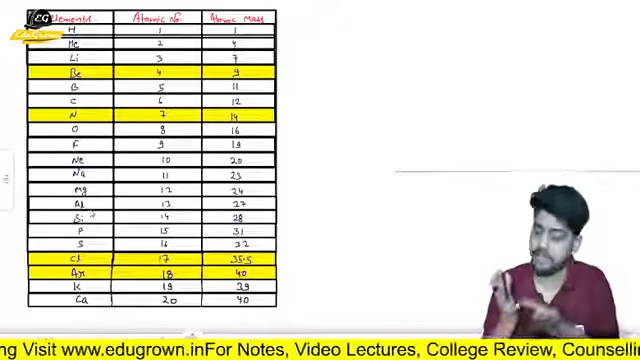 EG
EduGrown
Elements Atomic No. Atomic Mass
H 1 1
He 2 4
Li 3 7
Be 4 9
B 5 11
C 6 12
N 7 14
O 8 16
F 9 19
Ne 10 20
Na 11 23
Mg 12 24
Al 13 27
Si 14 28
P 15 31
S 16 32
Cl 17 35.5
Ar 18 40
K 19 39
Ca 20 40
ng Visit www.edugrown.inFor Notes, Video Lectures, College Review, Counselli